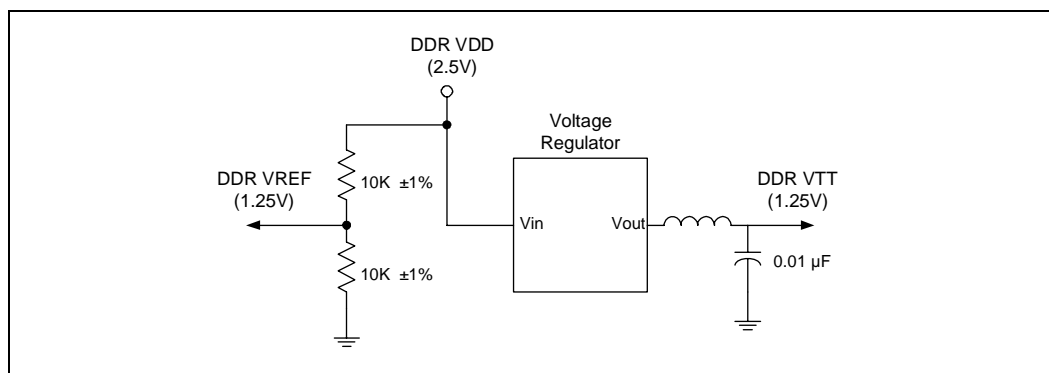 DDR VDD
(2.5V)
Voltage
Regulator
10K ±1%
DDR VREF
(1.25V)
DDR VTT
(1.25V)
Vin
Vout
0.01 µF
10K ±1%